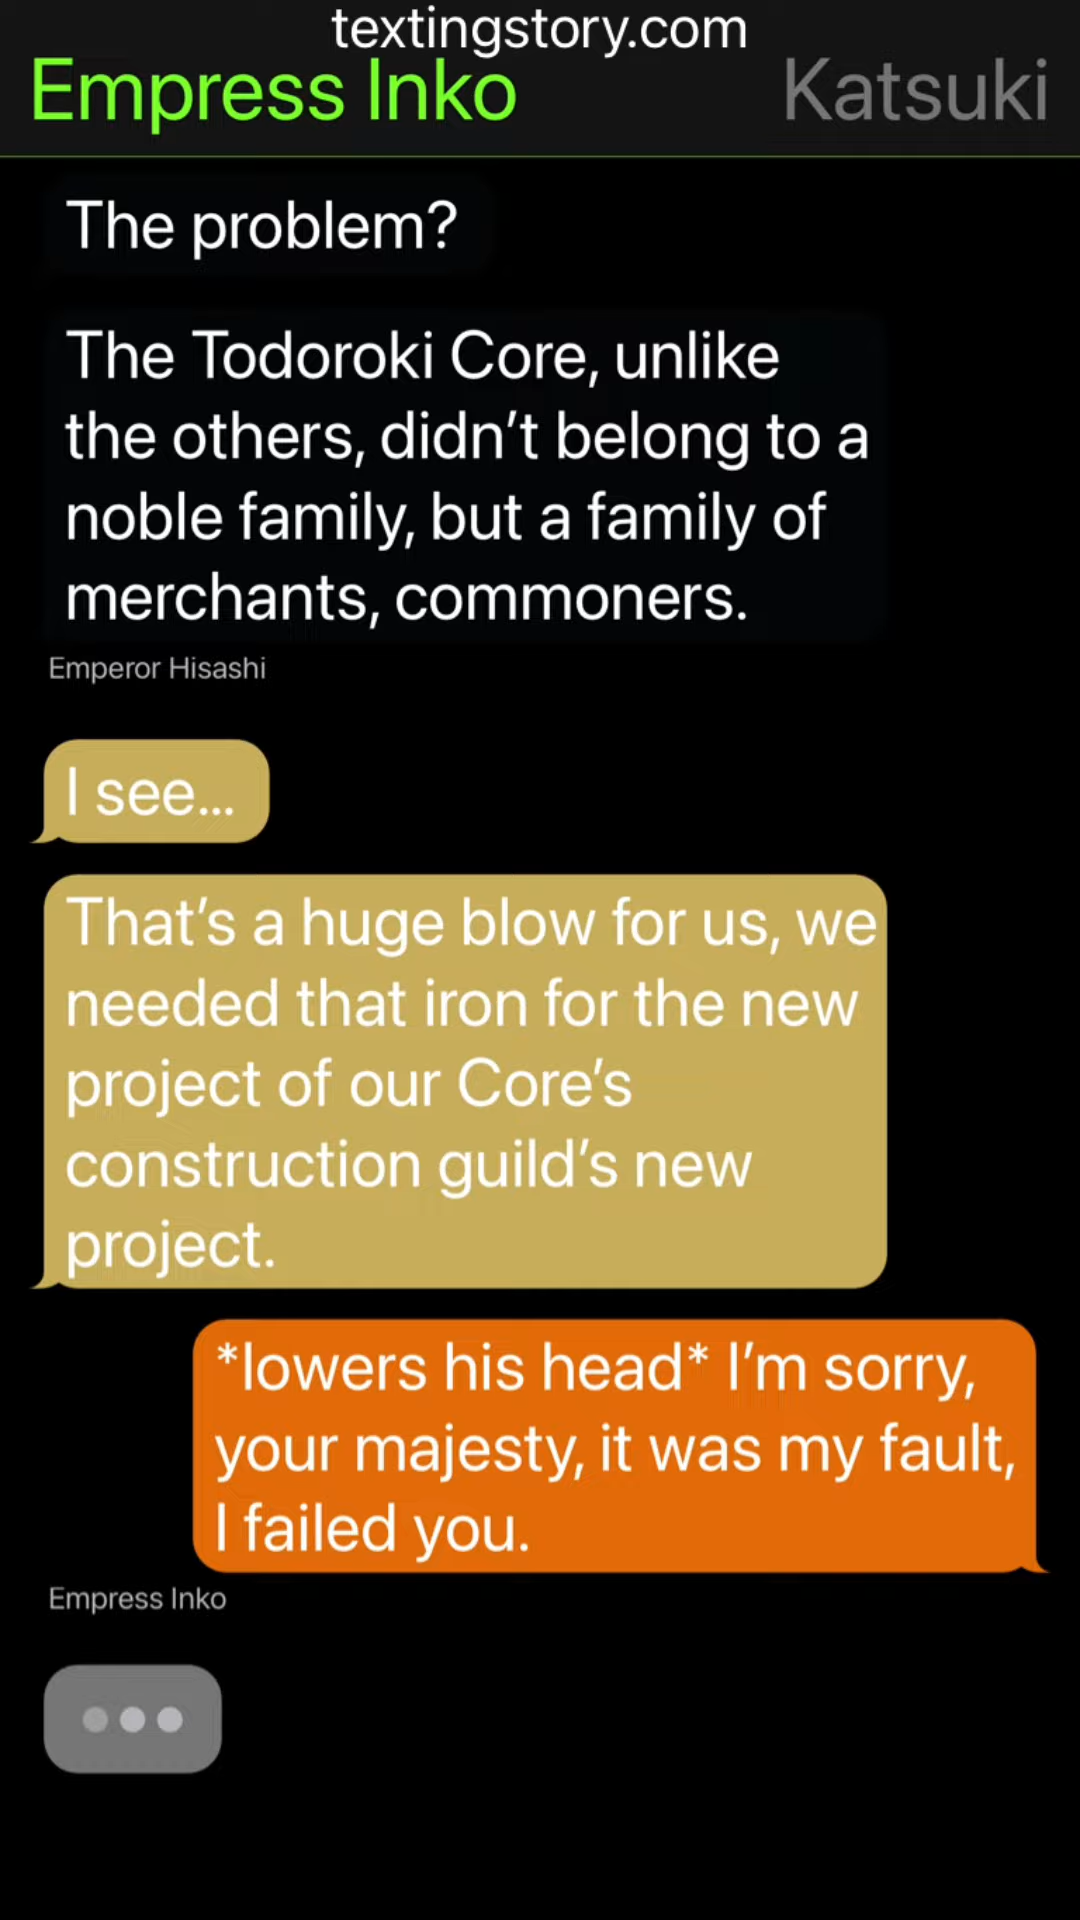 textingstory.com
Empress Inko
Katsuki
The problem?
The Todoroki Core, unlike
the others, didn’t belong to a
noble family, but a family of
merchants, commoners.
Emperor Hisashi
I see...
That’s a huge blow for us, we
needed that iron for the new
project of our Core’s
construction guild’s new
project.
*lowers his head* I’m sorry,
your majesty, it was my fault,
I failed you.
Empress Inko